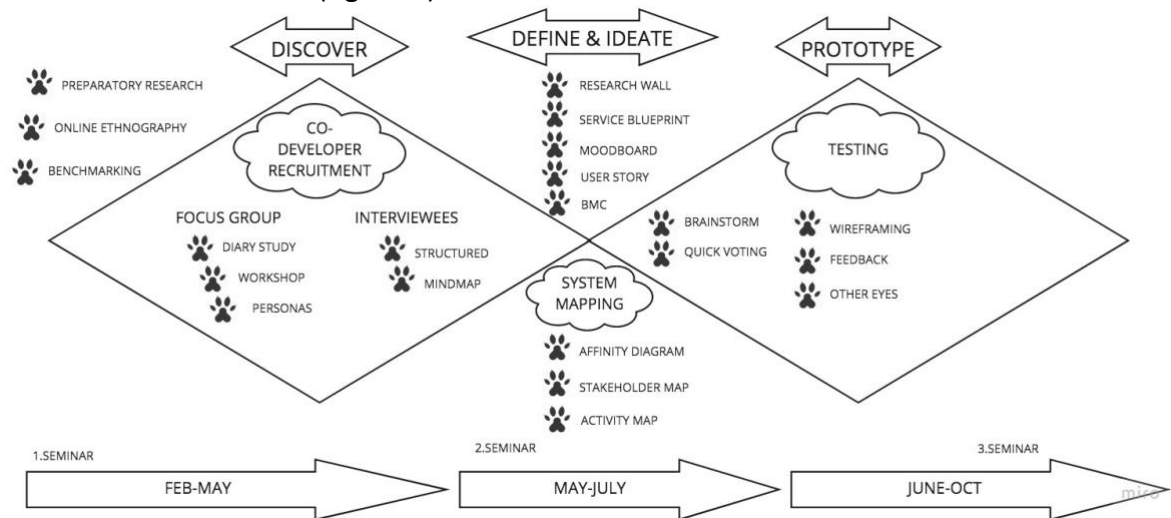 DISCOVER
DEFINE & IDEATE
PROTOTYPE
PREPARATORY RESEARCH
ONLINE ETHNOGRAPHY
BENCHMARKING
CO-
DEVELOPER
RECRUITMENT
FOCUS GROUP
DIARY STUDY
WORKSHOP
PERSONAS
INTERVIEWEES
STRUCTURED
MINDMAP
RESEARCH WALL
SERVICE BLUEPRINT
MOODBOARD
USER STORY
BMC
SYSTEM
MAPPING
AFFINITY DIAGRAM
STAKEHOLDER MAP
ACTIVITY MAP
TESTING
BRAINSTORM
QUICK VOTING
WIREFRAMING
FEEDBACK
OTHER EYES
1.SEMINAR
2.SEMINAR
3.SEMINAR
FEB-MAY
MAY-JULY
JUNE-OCT
miro